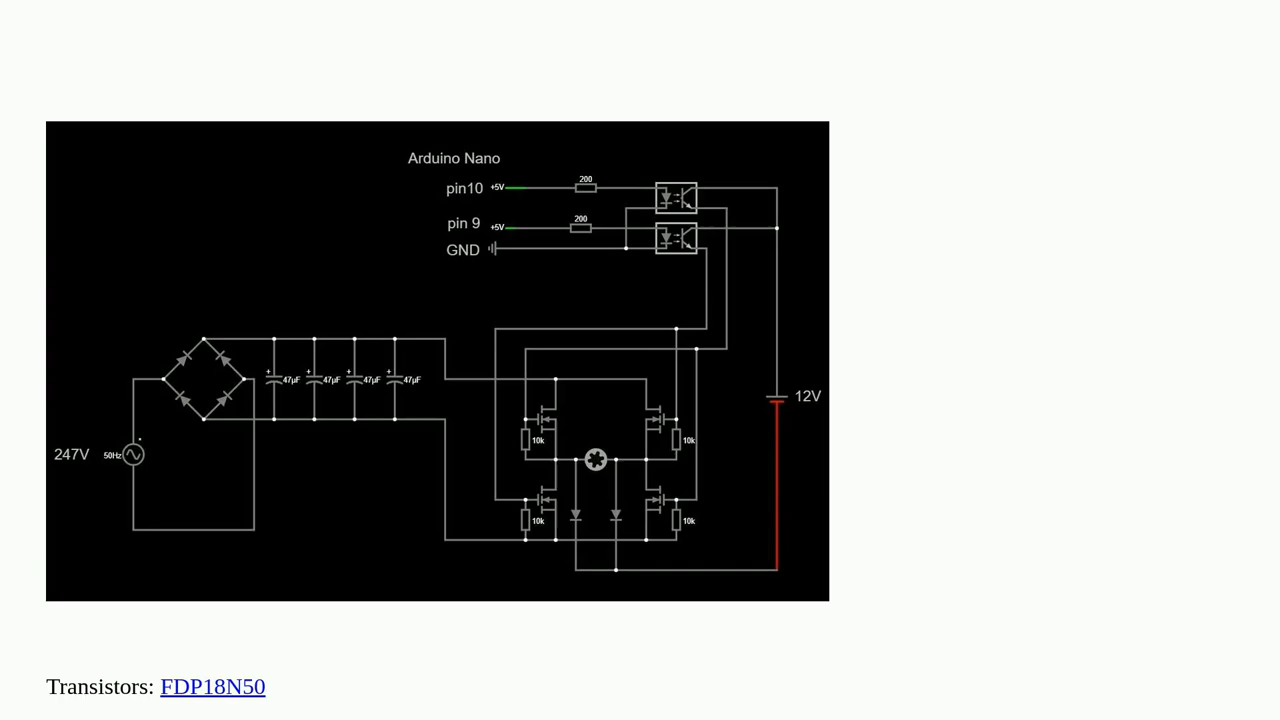 Arduino Nano
200
pin10 +5V
200
pin 9 +5V
GND
+ 47µF + 47µF + 47µF + 47µF
12V
10k 10k
247V 50Hz
10k 10k
Transistors: FDP18N50